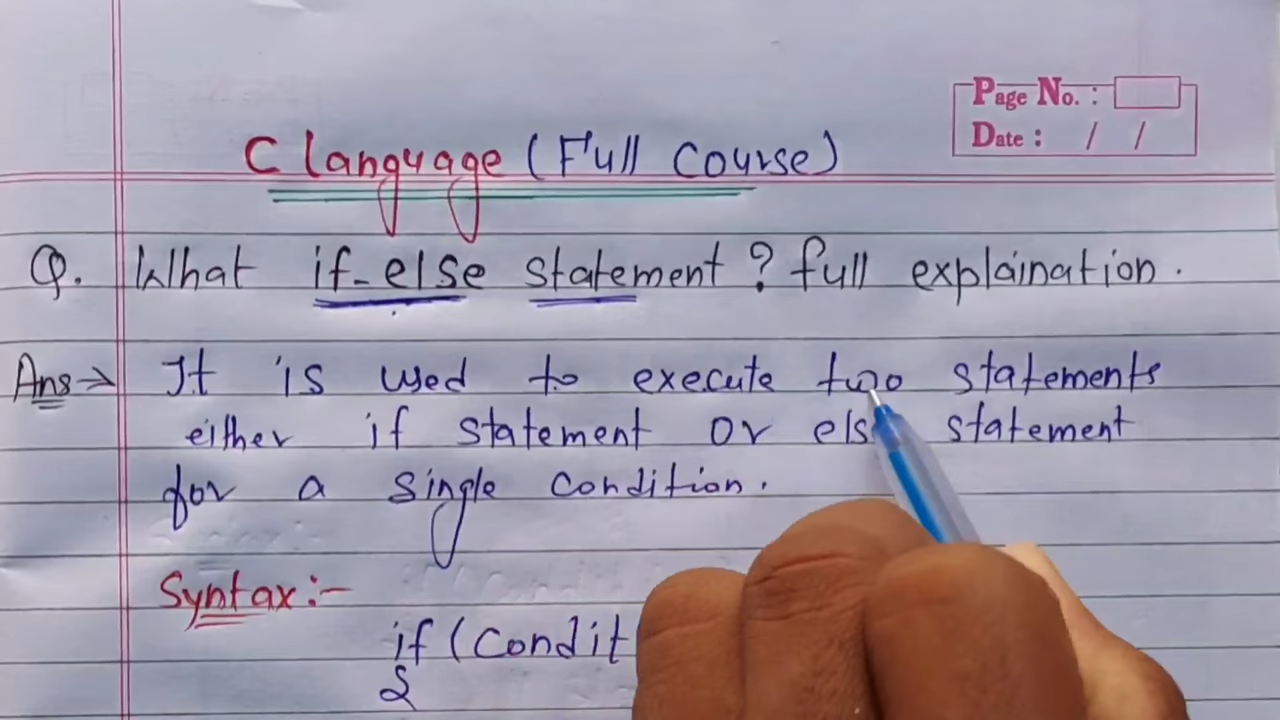 Page No. :
Date : / /
C language (Full Course)
Q. What if-else statement ? full explaination.
Ans → It is used to execute two statements
either if statement or els statement
for a single condition.
Syntax :-
if (Condit
{